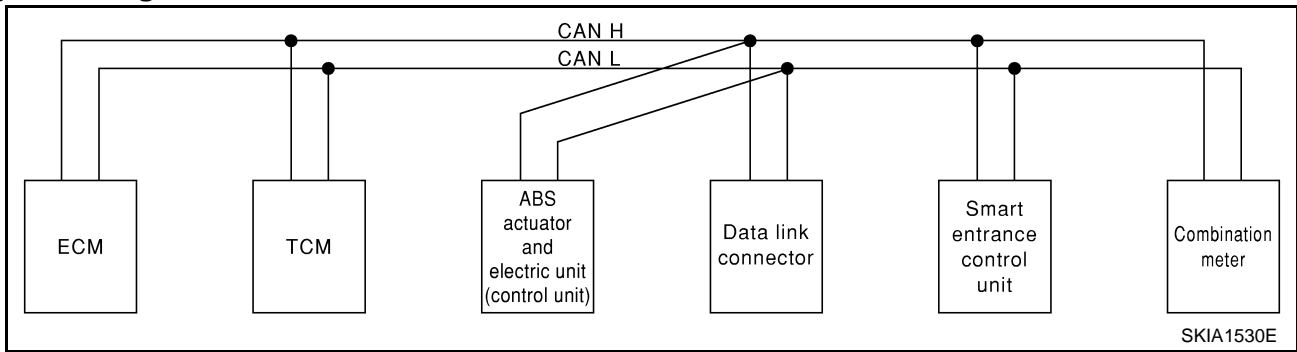 CAN H
CAN L
ECM
TCM
ABS
actuator
and
electric unit
(control unit)
Data link
connector
Smart
entrance
control
unit
Combination
meter
SKIA1530E